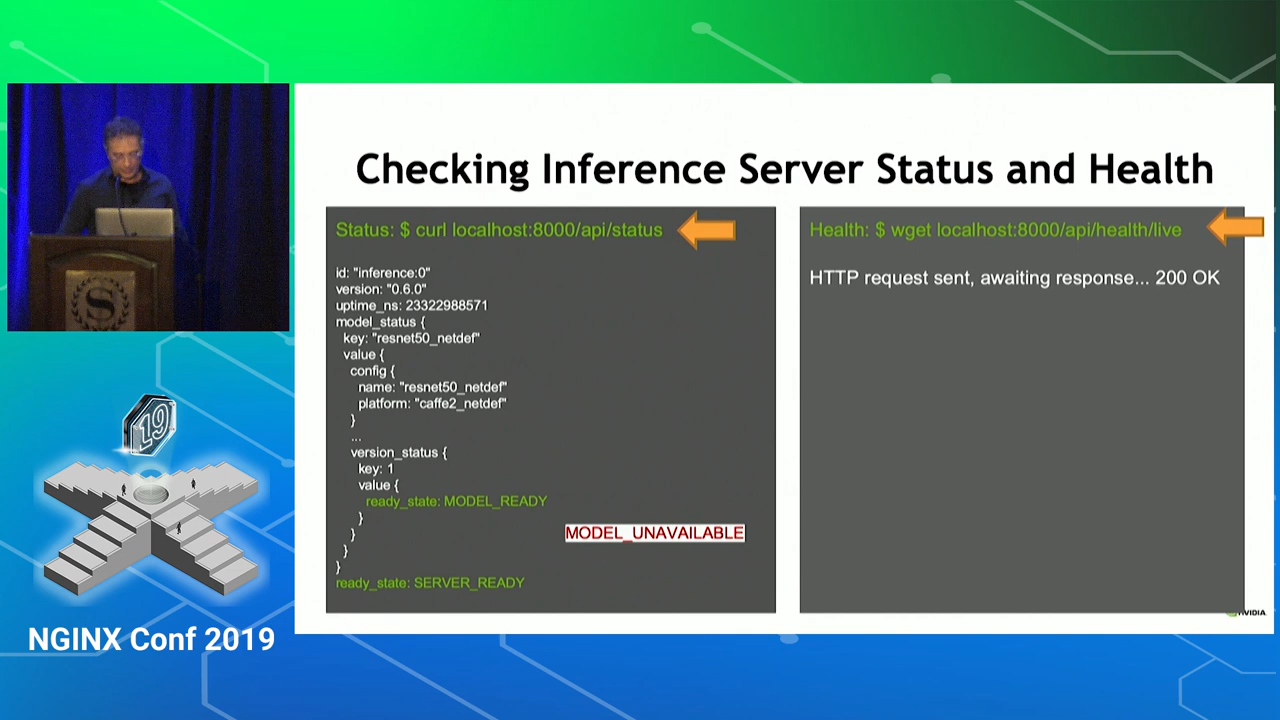 Checking Inference Server Status and Health
Status: $ curl localhost:8000/api/status
id: "inference:0"
version: "0.6.0"
uptime_ns: 23322988571
model_status {
key: "resnet50_netdef"
value {
config {
name: "resnet50_netdef"
platform: "caffe2_netdef"
}
...
version_status {
key: 1
value {
ready_state: MODEL_READY
}
MODEL_UNAVAILABLE
}
}
}
ready_state: SERVER_READY
Health: $ wget localhost:8000/api/health/live
HTTP request sent, awaiting response... 200 OK
NVIDIA.
S
19
NGINX Conf 2019